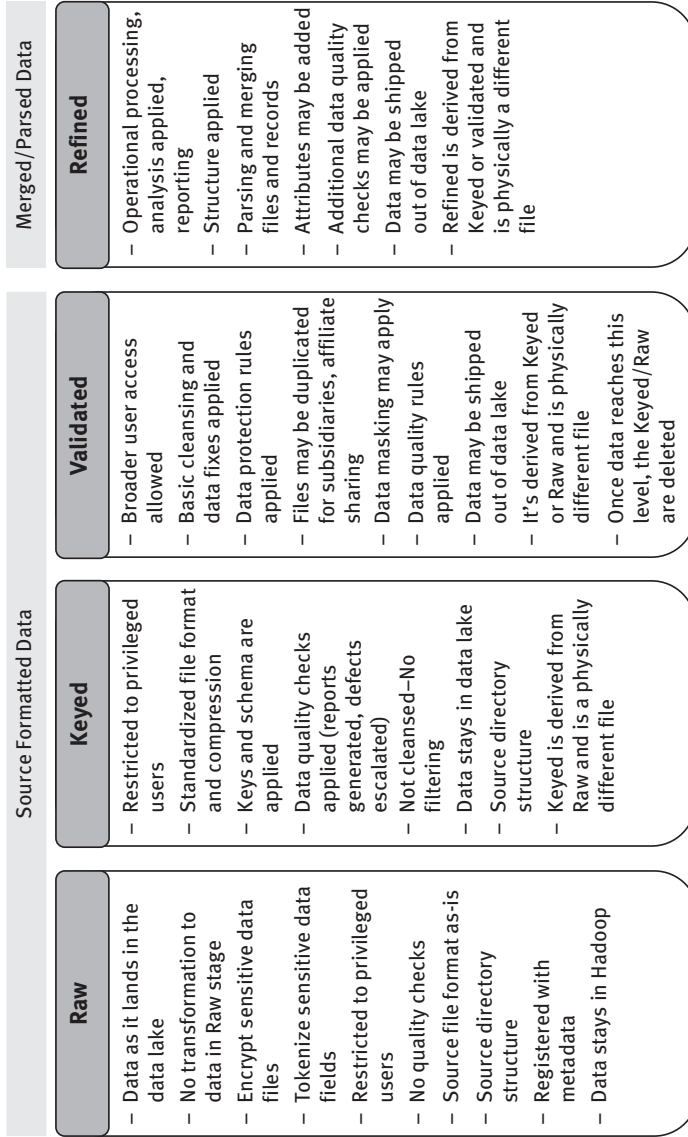 Source Formatted Data
Merged/Parsed Data
Raw
– Data as it lands in the
data lake
– No transformation to
data in Raw stage
– Encrypt sensitive data
files
– Tokenize sensitive data
fields
– Restricted to privileged
users
– No quality checks
– Source file format as-is
– Source directory
structure
– Registered with
metadata
– Data stays in Hadoop
Keyed
– Restricted to privileged
users
– Standardized file format
and compression
– Keys and schema are
applied
– Data quality checks
applied (reports
generated, defects
escalated)
– Not cleansed–No
filtering
– Data stays in data lake
– Source directory
structure
– Keyed is derived from
Raw and is a physically
different file
Validated
– Broader user access
allowed
– Basic cleansing and
data fixes applied
– Data protection rules
applied
– Files may be duplicated
for subsidiaries, affiliate
sharing
– Data masking may apply
– Data quality rules
applied
– Data may be shipped
out of data lake
– It's derived from Keyed
or Raw and is physically
different file
– Once data reaches this
level, the Keyed/Raw
are deleted
Refined
– Operational processing,
analysis applied,
reporting
– Structure applied
– Parsing and merging
files and records
– Attributes may be added
– Additional data quality
checks may be applied
– Data may be shipped
out of data lake
– Refined is derived from
Keyed or validated and
is physically a different
file